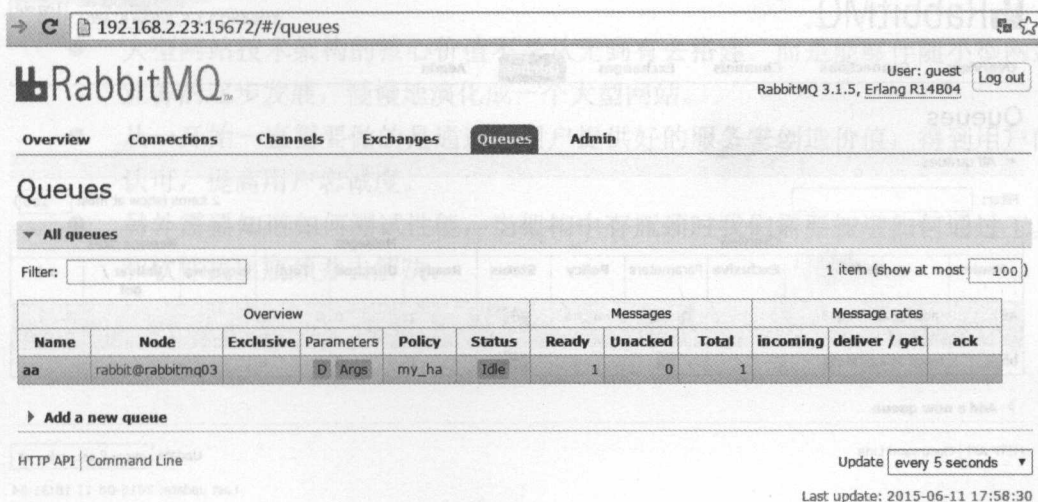 192.168.2.23:15672/#/queues
RabbitMQ.
User: guest
RabbitMQ 3.1.5, Erlang R14B04
Log out
Overview Connections Channels Exchanges Queues Admin
Queues
All queues
Filter:
1 item (show at most 100 )
Overview Messages Message rates
Name Node Exclusive Parameters Policy Status Ready Unacked Total incoming deliver / get ack
aa rabbit@rabbitmq03 D Args my_ha Idle 1 0 1
Add a new queue
HTTP API Command Line
Update every 5 seconds
Last update: 2015-06-11 17:58:30